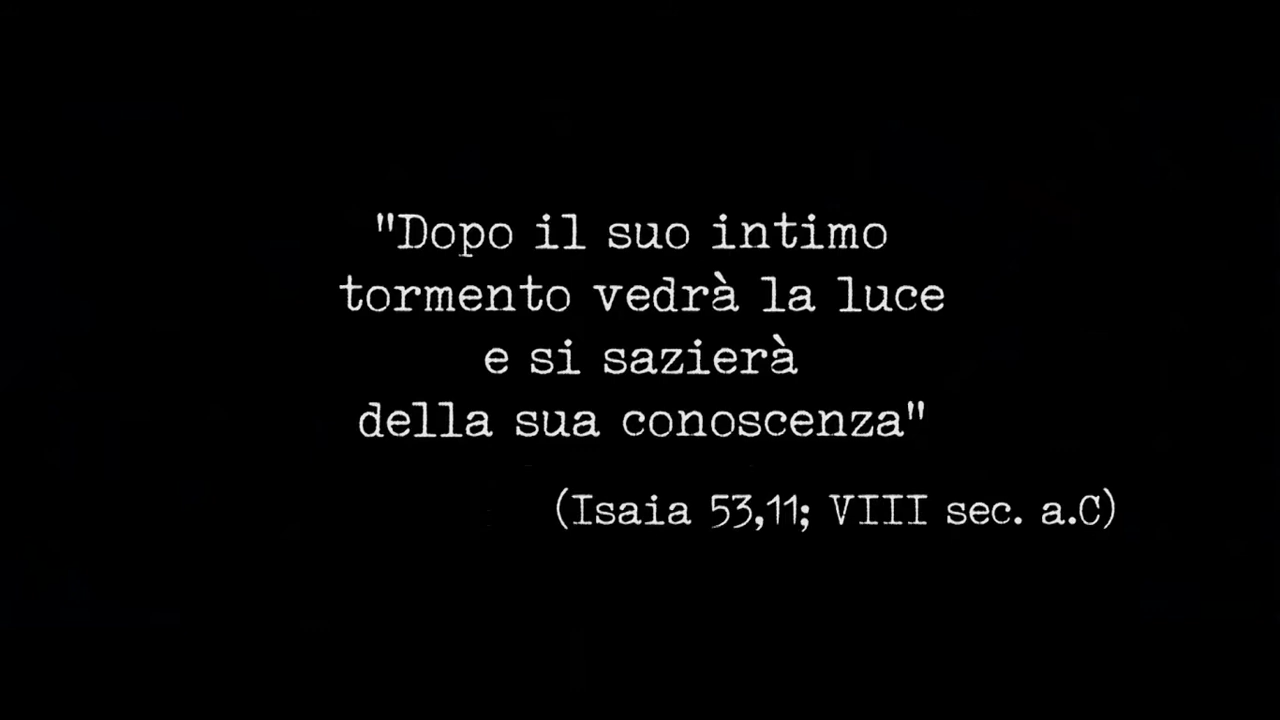 "Dopo il suo intimo
tormento vedrà la luce
e si sazierà
della sua conoscenza"
(Isaia 53,11; VIII sec. a.C)